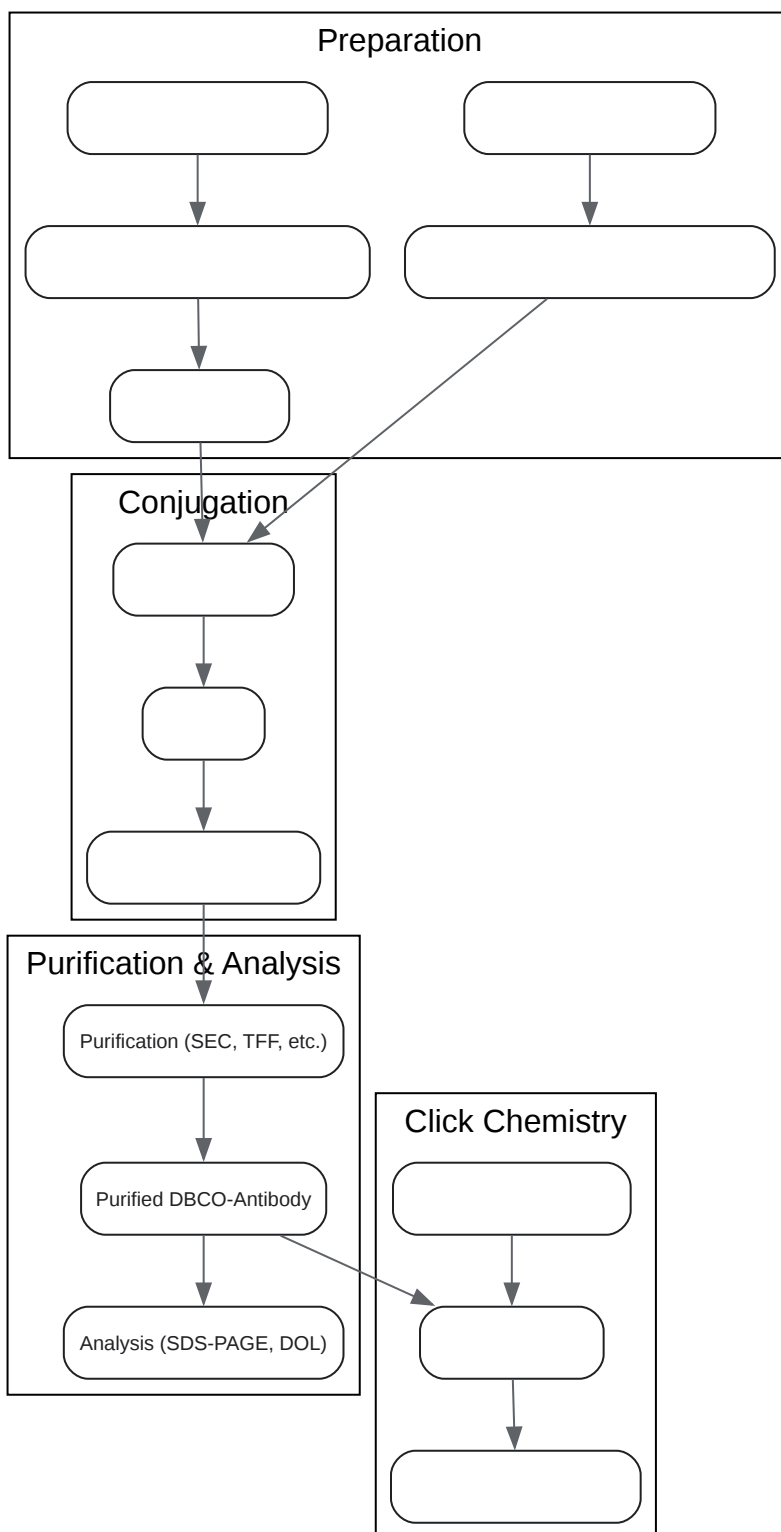 Preparation
Conjugation
Purification & Analysis
Purification (SEC, TFF, etc.)
Purified DBCO-Antibody
Analysis (SDS-PAGE, DOL)
Click Chemistry